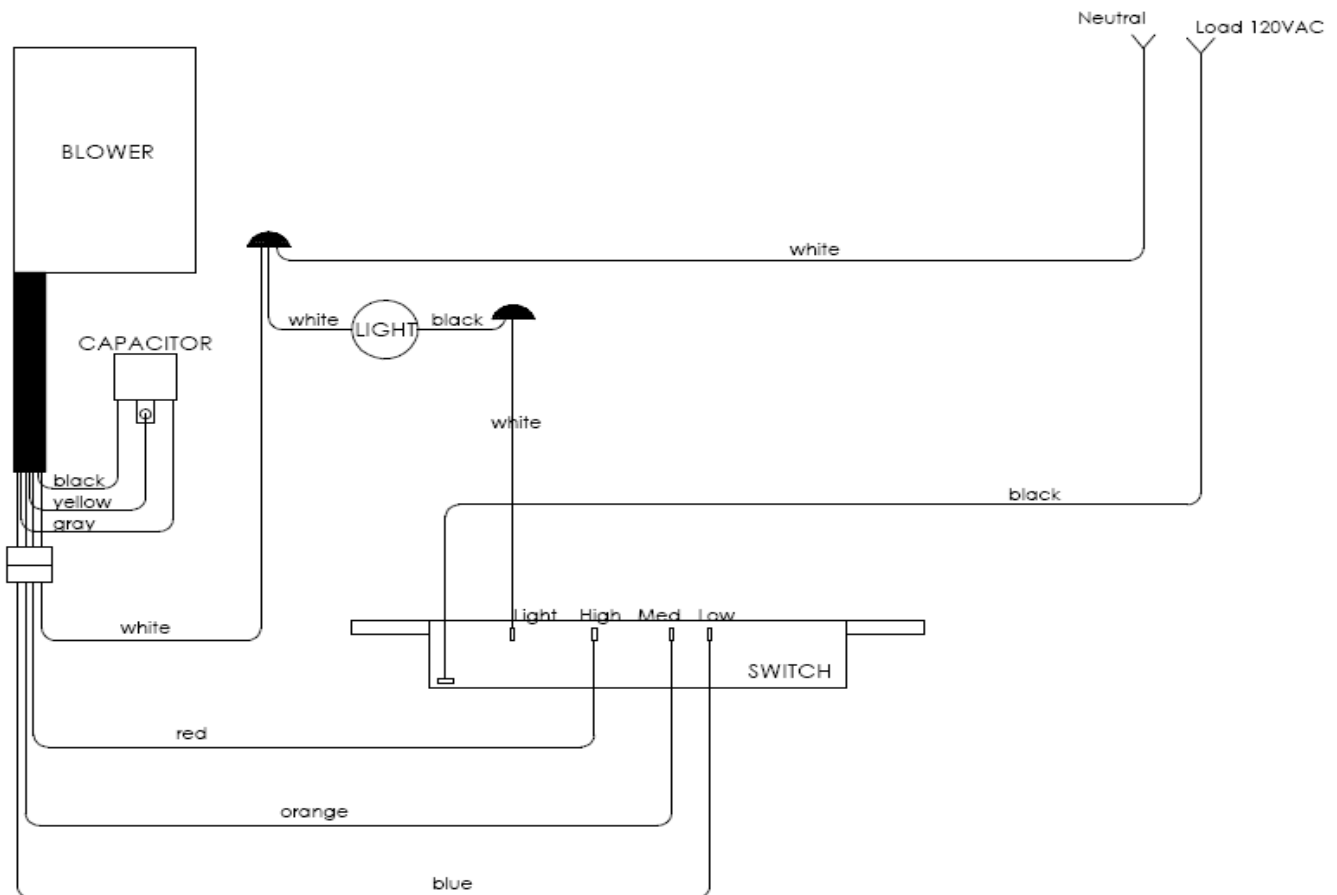 Neutral
Load 120VAC
BLOWER
white
white
LIGHT
black
CAPACITOR
white
black
yellow
gray
black
white
Light High Med Low
SWITCH
red
orange
blue